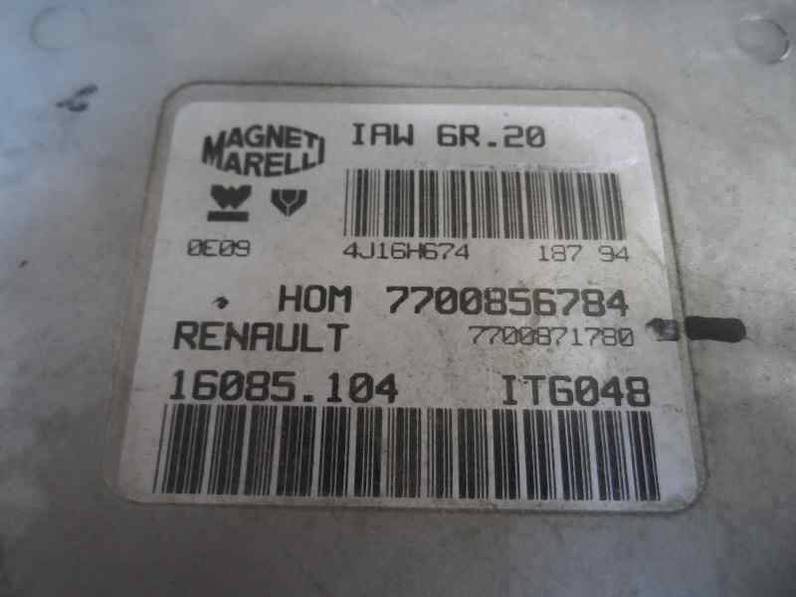 MAGNETI MARELLI
IAW 6R.20
0E09
4J16H674 187 94
HOM 7700856784
RENAULT 7700871780
16085.104 ITG048